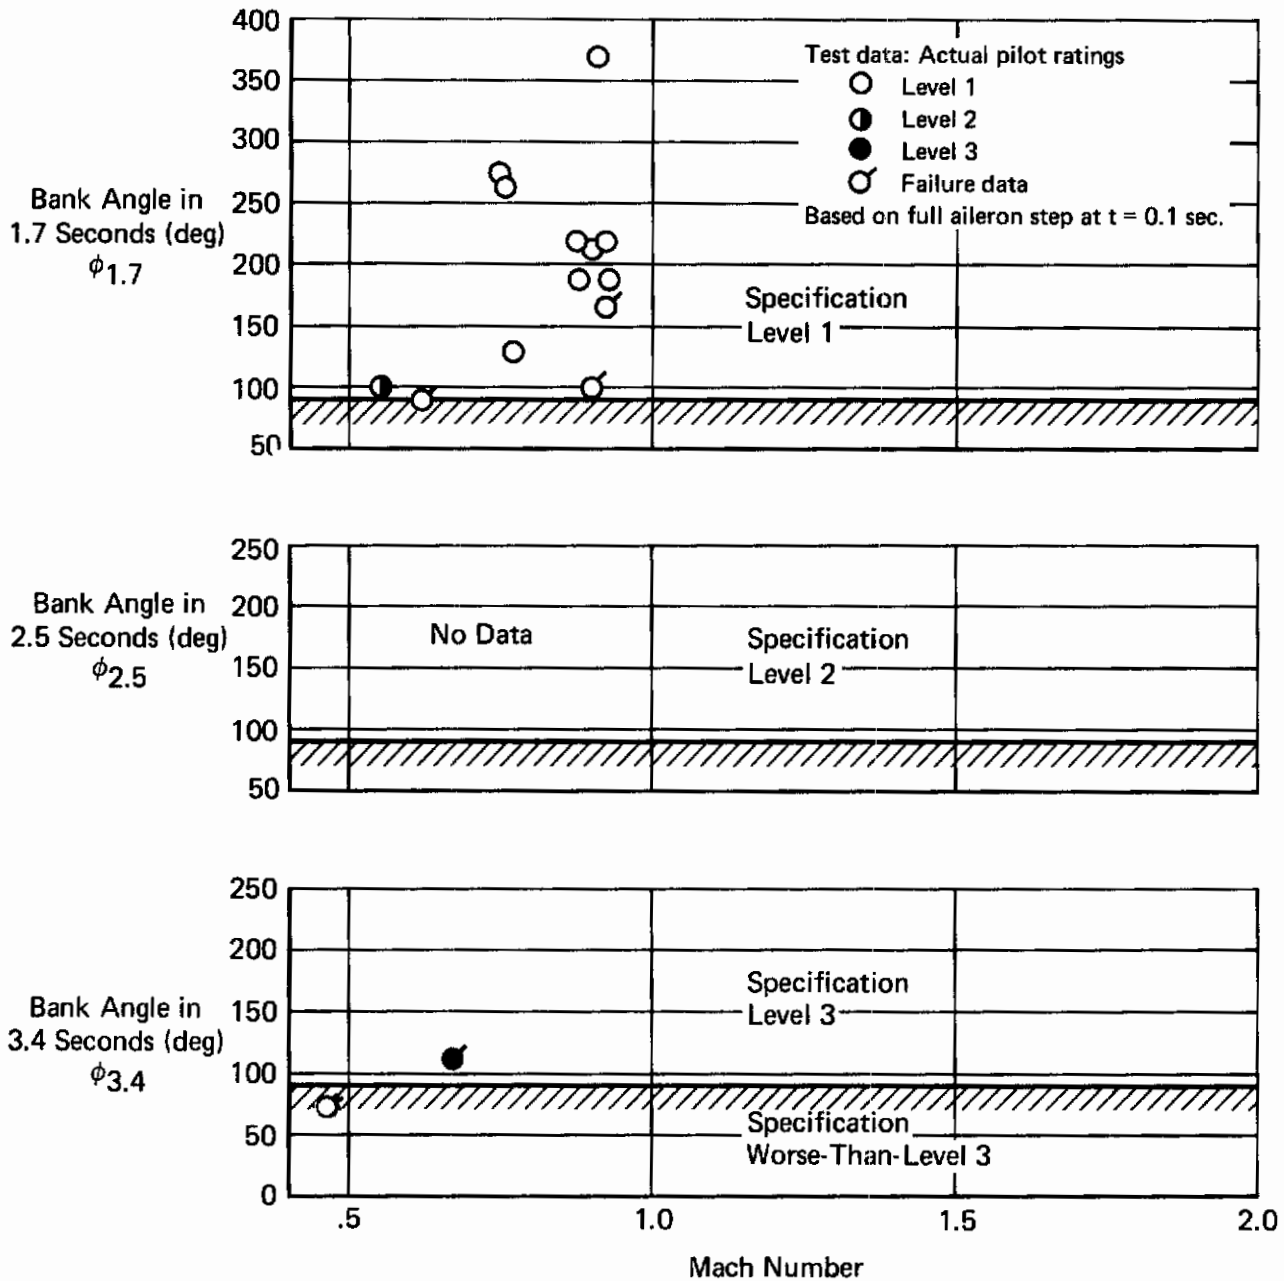 400
350
300
250
200
150
100
50
Bank Angle in
1.7 Seconds (deg)
ϕ1.7
Test data: Actual pilot ratings
Level 1
Level 2
Level 3
Failure data
Based on full aileron step at t = 0.1 sec.
Specification
Level 1
250
200
150
100
50
Bank Angle in
2.5 Seconds (deg)
ϕ2.5
No Data
Specification
Level 2
250
200
150
100
50
0
Bank Angle in
3.4 Seconds (deg)
ϕ3.4
Specification
Level 3
Specification
Worse-Than-Level 3
.5
1.0
1.5
2.0
Mach Number